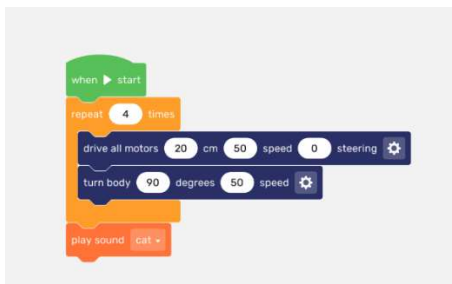 when start
repeat 4 times
drive all motors 20 cm 50 speed 0 steering
turn body 90 degrees 50 speed
play sound cat